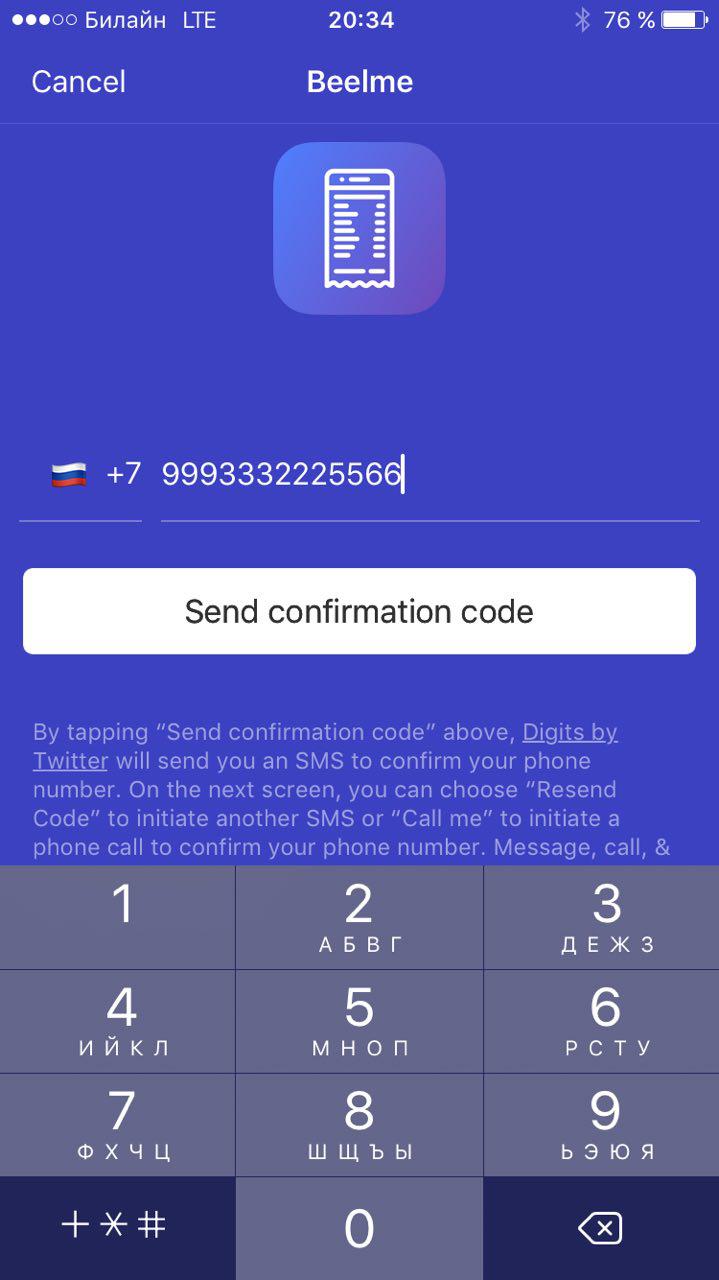 Билайн LTE 20:34 76 %
Cancel Beelme
+7 9993332225566
Send confirmation code
By tapping “Send confirmation code” above, Digits by
Twitter will send you an SMS to confirm your phone
number. On the next screen, you can choose “Resend
Code” to initiate another SMS or “Call me” to initiate a
phone call to confirm your phone number. Message, call, &
1 2 3
А Б В Г Д Е Ж З
4 5 6
И Й К Л М Н О П Р С Т У
7 8 9
Ф Х Ч Ц Ш Щ Ъ Ы Ь Э Ю Я
+ * # 0